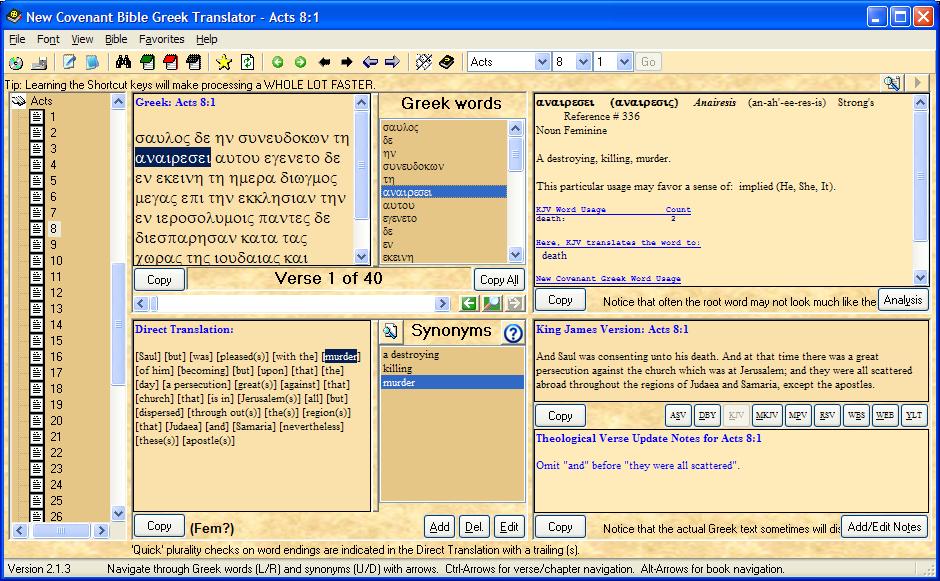 New Covenant Bible Greek Translator - Acts 8:1
File Font View Bible Favorites Help
Acts 8 1 Go
Tip: Learning the Shortcut keys will make processing a WHOLE LOT FASTER.
Acts
1
2
3
4
5
6
7
8
9
10
11
12
13
14
15
16
17
18
19
20
21
22
23
24
25
26
Greek: Acts 8:1
σαυλος δε ην συνευδοκων τη
αναιρεσει αυτου εγενετο δε
εν εκεινη τη ημερα διωγμος
μεγας επι την εκκλησιαν την
εν ιεροσολυμοις παντες δε
διεσπαρησαν κατα τας
χωρας της ιουδαιας και
Copy
Verse 1 of 40
Copy All
Greek words
σαυλος
δε
ην
συνευδοκων
τη
αναιρεσει
αυτου
εγενετο
δε
εν
εκεινη
αναιρεσει (αναιρεσις) Anairesis (an-ah'-ee-res-is) Strong's
Reference # 336
Noun Feminine
A destroying, killing, murder.
This particular usage may favor a sense of: implied (He, She, It).
KJV Word Usage Count
death: 2
Here, KJV translates the word to:
death
New Covenant Greek Word Usage
Copy
Notice that often the root word may not look much like the
Analysis
Direct Translation:
[Saul] [but] [was] [pleased(s)] [with the] [murder]
[of him] [becoming] [but] [upon] [that] [the]
[day] [a persecution] [great(s)] [against] [that]
[church] [that] [is in] [Jerusalem(s)] [all] [but]
[dispersed] [through out(s)] [the(s)] [region(s)]
[that] [Judaea] [and] [Samaria] [nevertheless]
[these(s)] [apostle(s)]
Copy
(Fem?)
Synonyms
?
a destroying
killing
murder
Add Del. Edit
King James Version: Acts 8:1
And Saul was consenting unto his death. And at that time there was a great
persecution against the church which was at Jerusalem; and they were all scattered
abroad throughout the regions of Judaea and Samaria, except the apostles.
Copy
ASV DBY KJV MKJV MPV RSV WBS WEB YLT
Theological Verse Update Notes for Acts 8:1
Omit "and" before "they were all scattered".
Copy
Notice that the actual Greek text sometimes will dis
Add/Edit Notes
'Quick' plurality checks on word endings are indicated in the Direct Translation with a trailing (s).
Version 2.1.3 Navigate through Greek words (L/R) and synonyms (U/D) with arrows. Ctrl-Arrows for verse/chapter navigation. Alt-Arrows for book navigation.